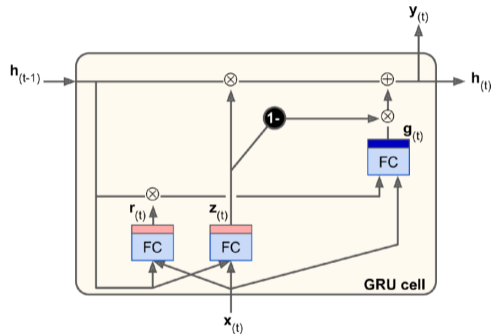 y(t)
h(t-1)
h(t)
1-
g(t)
FC
r(t)
z(t)
FC
FC
GRU cell
x(t)